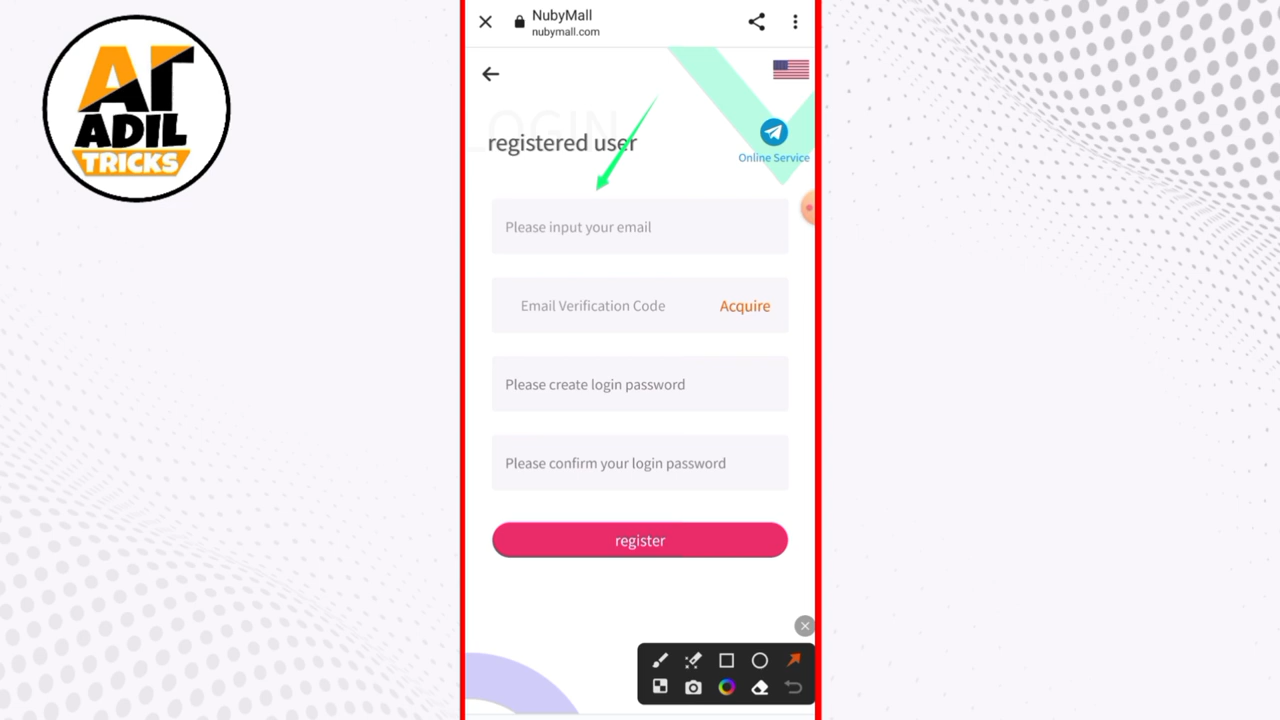 AT
ADIL
TRICKS
NubyMall
nubymall.com
LOGIN
registered user
Online Service
Please input your email
Email Verification Code
Acquire
Please create login password
Please confirm your login password
register